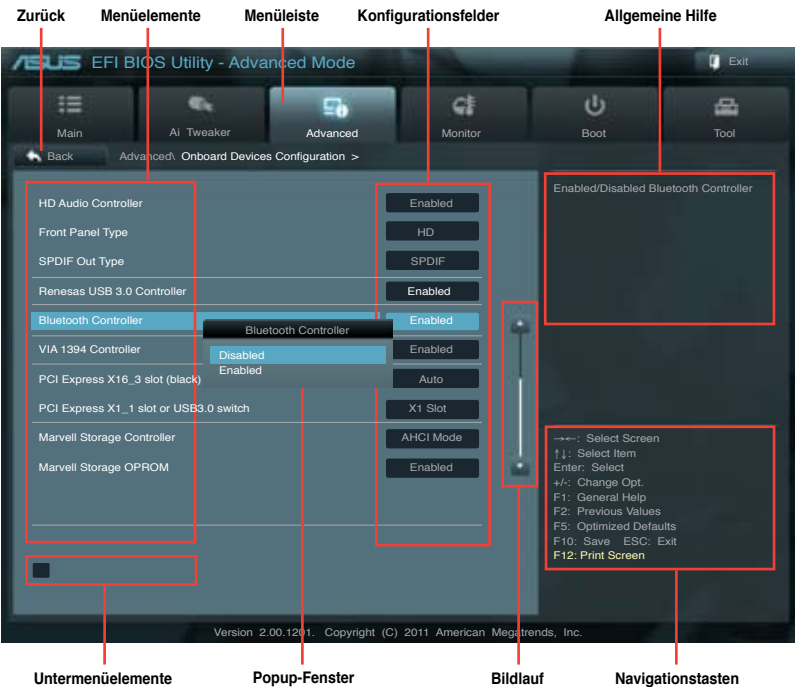 Zurück Menüelemente Menüleiste Konfigurationsfelder Allgemeine Hilfe
ASUS EFI BIOS Utility - Advanced Mode Exit
Main Ai Tweaker Advanced Monitor Boot Tool
Back Advanced\ Onboard Devices Configuration >
HD Audio Controller Enabled
Front Panel Type HD
SPDIF Out Type SPDIF
Renesas USB 3.0 Controller Enabled
Bluetooth Controller Enabled
Bluetooth Controller
Disabled
Enabled
VIA 1394 Controller Enabled
PCI Express X16_3 slot (black) Auto
PCI Express X1_1 slot or USB3.0 switch X1 Slot
Marvell Storage Controller AHCI Mode
Marvell Storage OPROM Enabled
Enabled/Disabled Bluetooth Controller
→←: Select Screen
↑↓: Select Item
Enter: Select
+/-: Change Opt.
F1: General Help
F2: Previous Values
F5: Optimized Defaults
F10: Save ESC: Exit
F12: Print Screen
Version 2.00.1201. Copyright (C) 2011 American Megatrends, Inc.
Untermenüelemente Popup-Fenster Bildlauf Navigationstasten